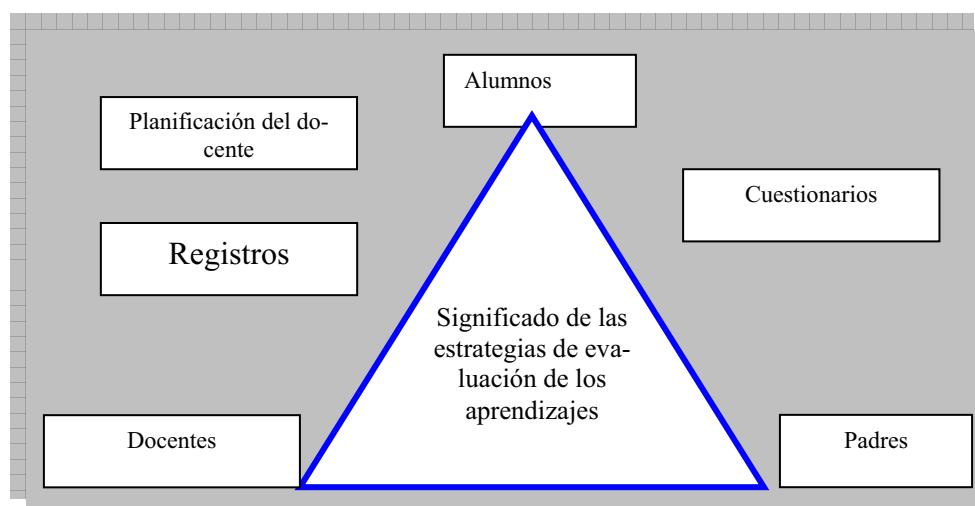 Alumnos
Planificación del do-
cente
Cuestionarios
Registros
Significado de las
estrategias de eva-
luación de los
aprendizajes
Docentes
Padres